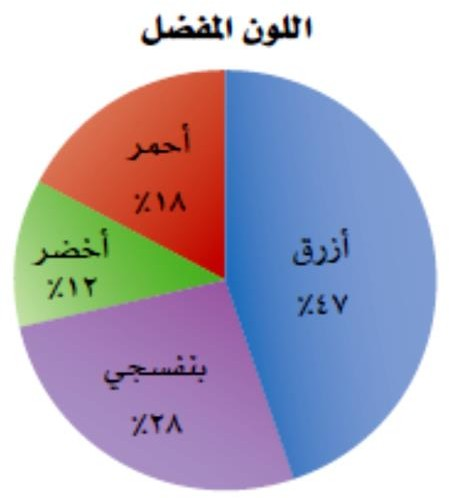 اللون المفضل
أحمر
٪١٨
أزرق
٪٤٧
أخضر
٪١٢
بنفسجي
٪٢٨